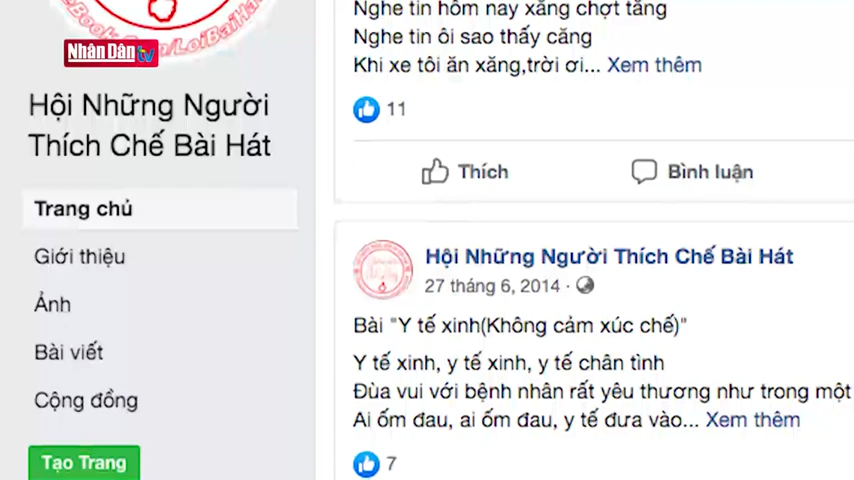 eBook.Com/LoiBaiHa
Nhân Dân tv
Hội Những Người
Thích Chế Bài Hát
Trang chủ
Giới thiệu
Ảnh
Bài viết
Cộng đồng
Tạo Trang
Nghe tin hôm nay xăng chợt tăng
Nghe tin ôi sao thấy căng
Khi xe tôi ăn xăng,trời ơi... Xem thêm
11
Thích
Bình luận
Hội Những Người Thích Chế Bài Hát
27 tháng 6, 2014 ·
Bài "Y tế xinh(Không cảm xúc chế)"
Y tế xinh, y tế xinh, y tế chân tình
Đùa vui với bệnh nhân rất yêu thương như trong một
Ai ốm đau, ai ốm đau, y tế đưa vào... Xem thêm
7